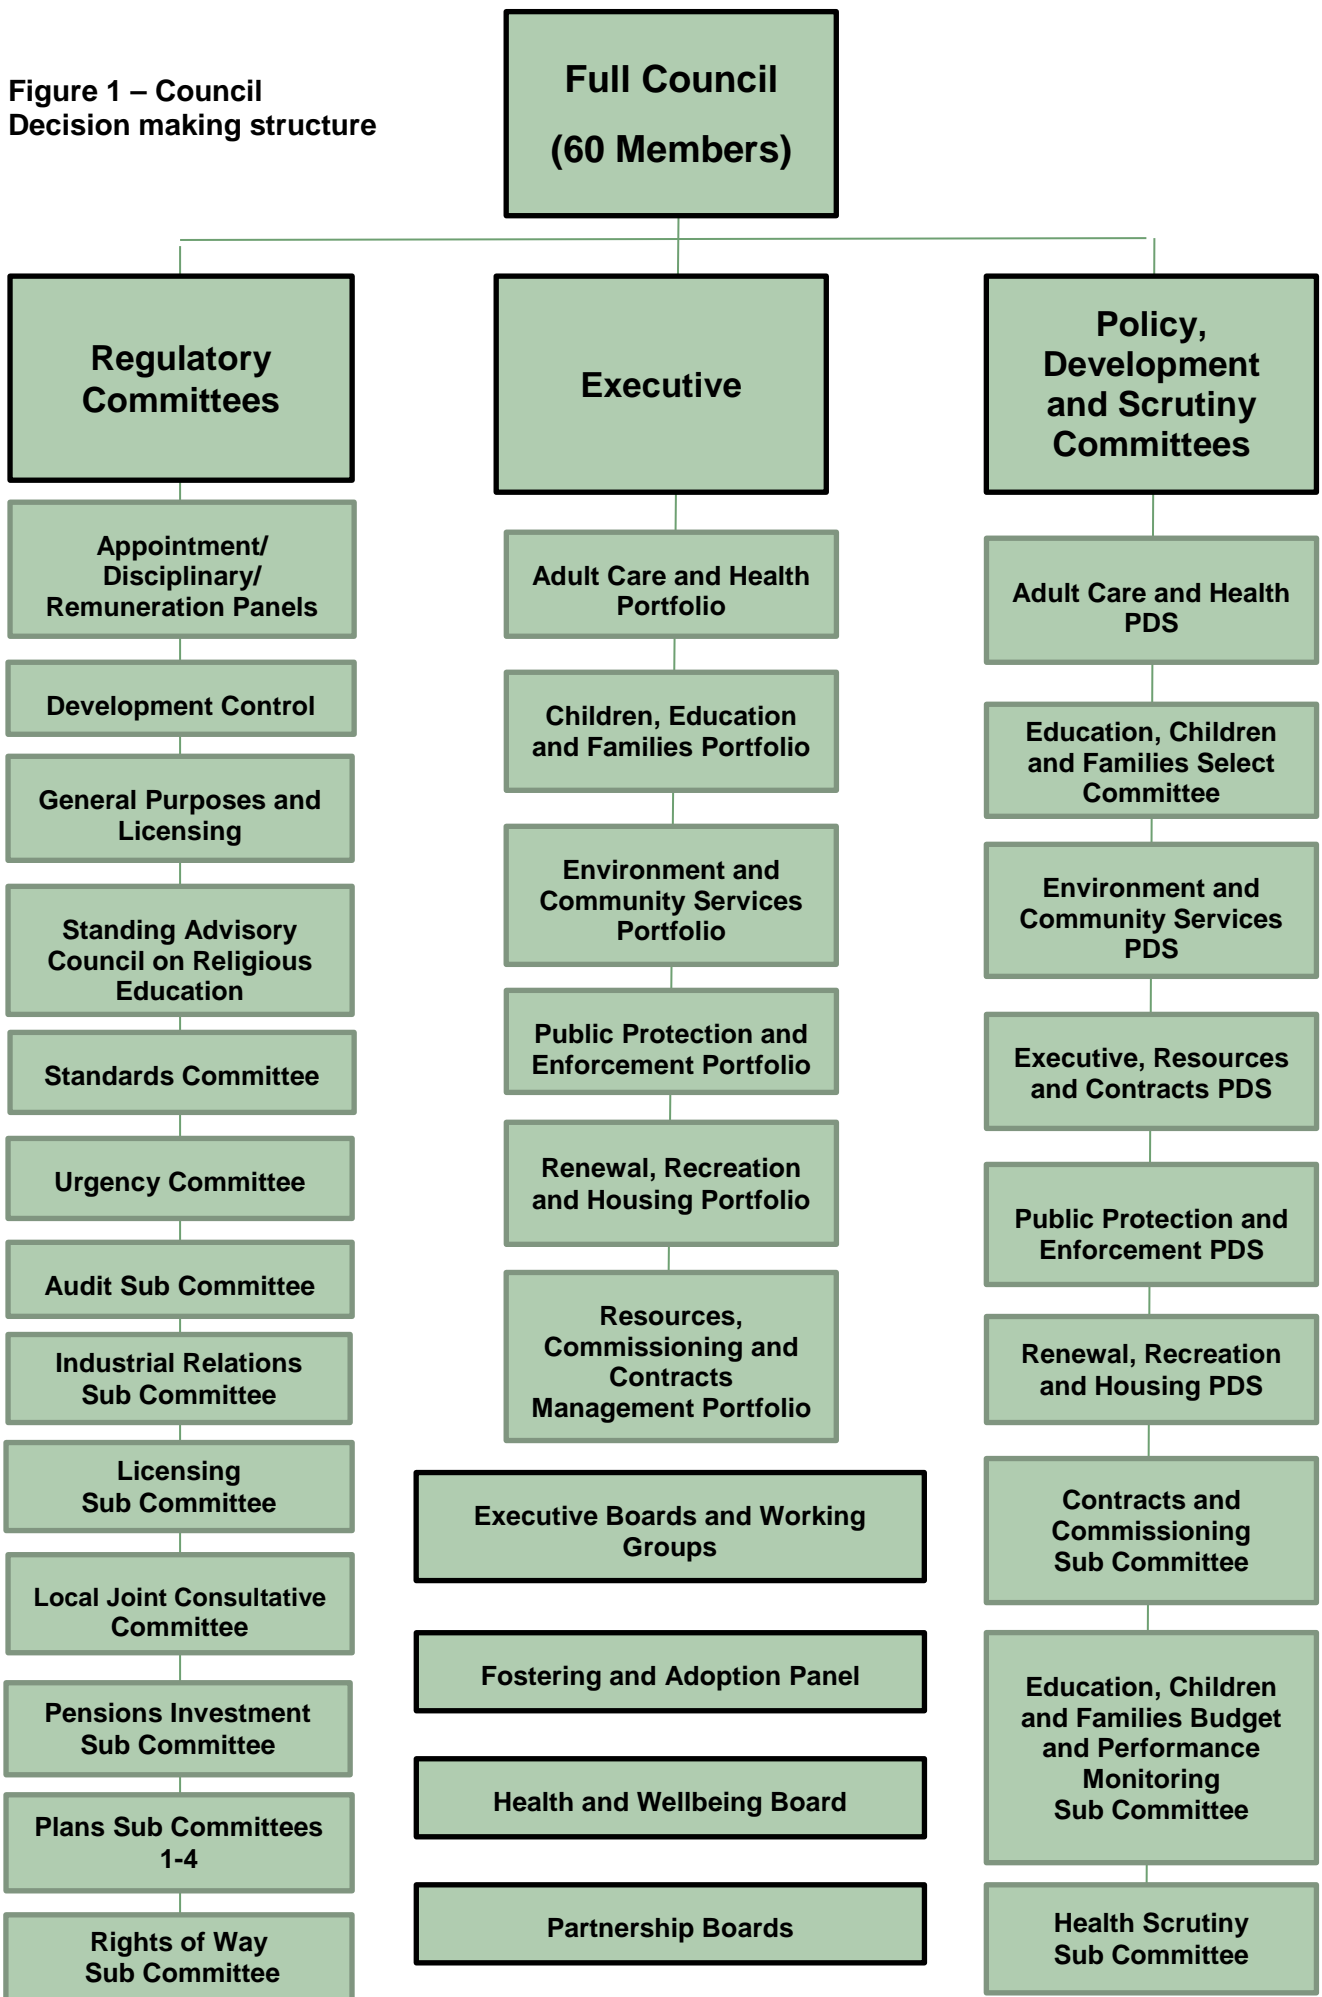 Figure 1 – Council
Decision making structure
Full Council
(60 Members)
Regulatory
Committees
Appointment/
Disciplinary/
Remuneration Panels
Development Control
General Purposes and
Licensing
Standing Advisory
Council on Religious
Education
Standards Committee
Urgency Committee
Audit Sub Committee
Industrial Relations
Sub Committee
Licensing
Sub Committee
Local Joint Consultative
Committee
Pensions Investment
Sub Committee
Plans Sub Committees
1-4
Rights of Way
Sub Committee
Executive
Adult Care and Health
Portfolio
Children, Education
and Families Portfolio
Environment and
Community Services
Portfolio
Public Protection and
Enforcement Portfolio
Renewal, Recreation
and Housing Portfolio
Resources,
Commissioning and
Contracts
Management Portfolio
Executive Boards and Working
Groups
Fostering and Adoption Panel
Health and Wellbeing Board
Partnership Boards
Policy,
Development
and Scrutiny
Committees
Adult Care and Health
PDS
Education, Children
and Families Select
Committee
Environment and
Community Services
PDS
Executive, Resources
and Contracts PDS
Public Protection and
Enforcement PDS
Renewal, Recreation
and Housing PDS
Contracts and
Commissioning
Sub Committee
Education, Children
and Families Budget
and Performance
Monitoring
Sub Committee
Health Scrutiny
Sub Committee